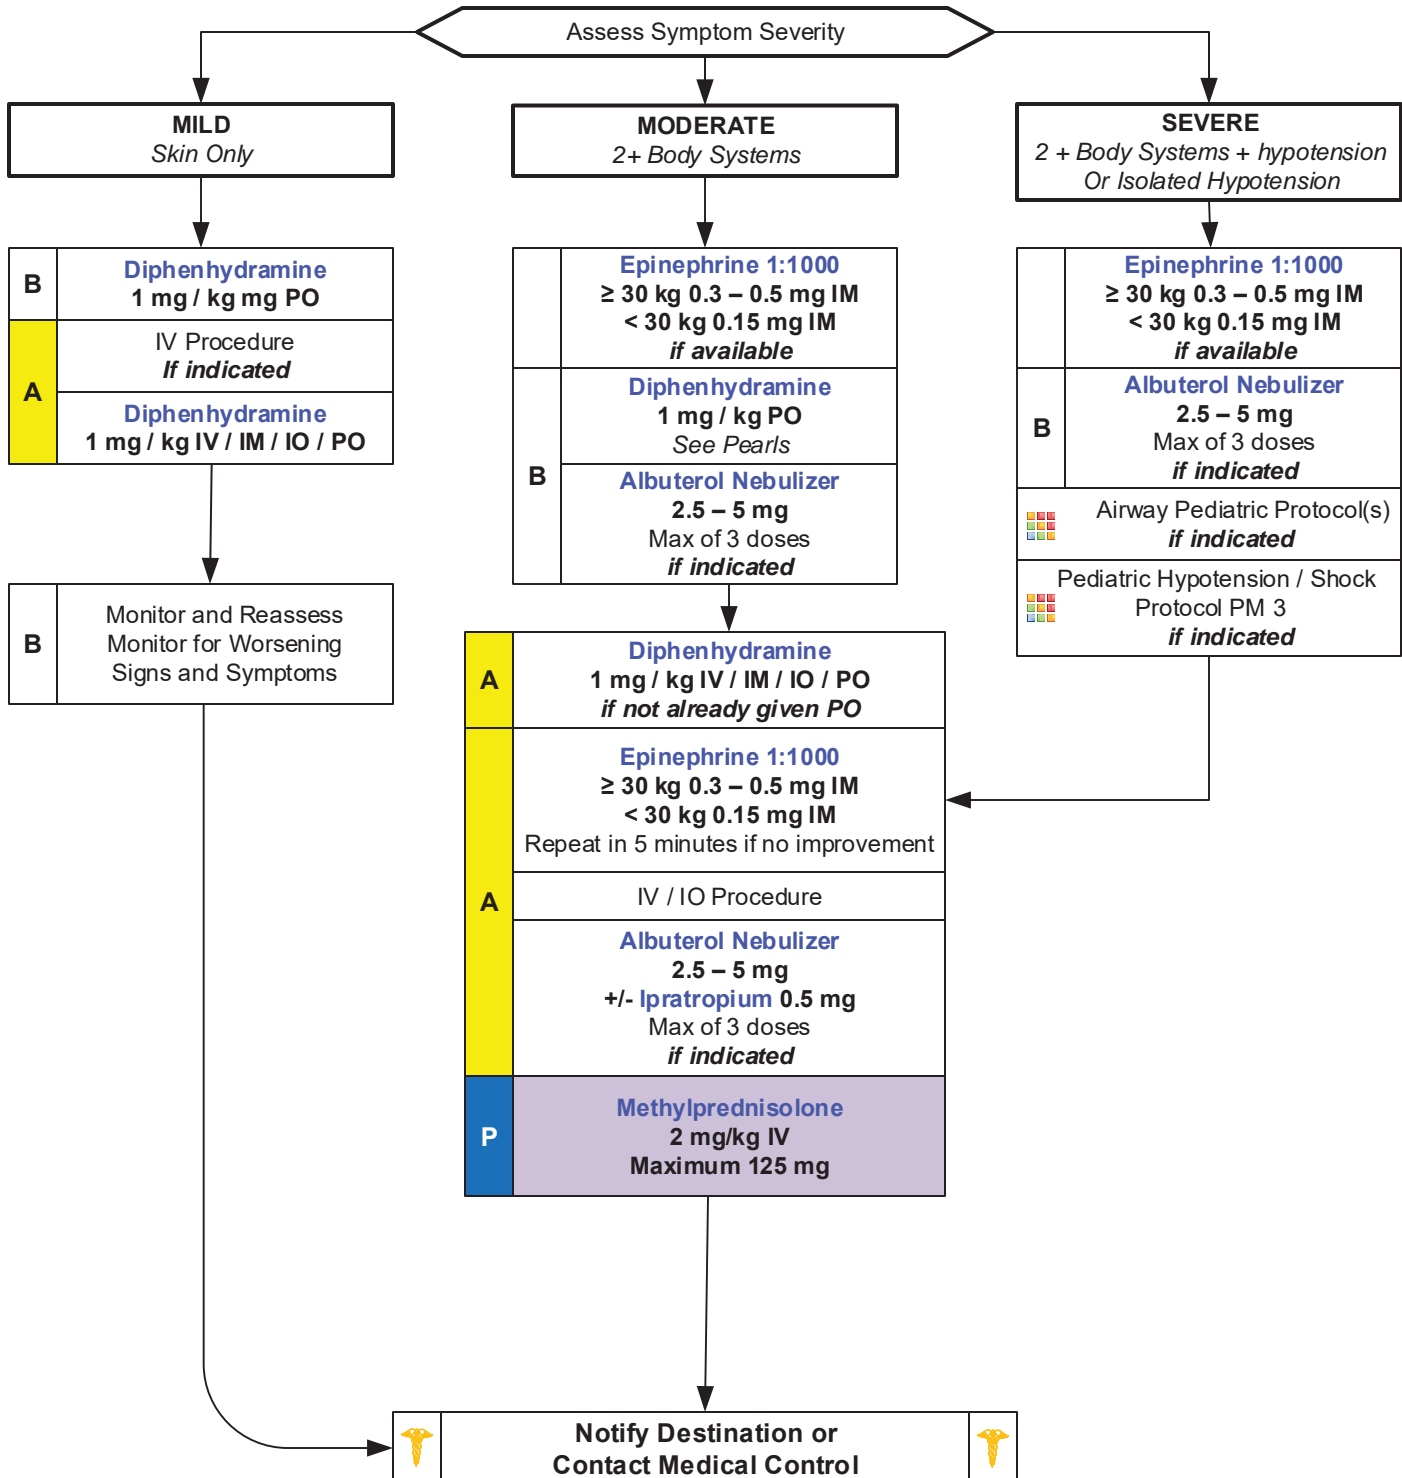 Assess Symptom Severity
MILD
Skin Only
B
Diphenhydramine
1 mg / kg mg PO
A
IV Procedure
If indicated
Diphenhydramine
1 mg / kg IV / IM / IO / PO
B
Monitor and Reassess
Monitor for Worsening
Signs and Symptoms
MODERATE
2+ Body Systems
Epinephrine 1:1000
≥ 30 kg 0.3 – 0.5 mg IM
< 30 kg 0.15 mg IM
if available
B
Diphenhydramine
1 mg / kg PO
See Pearls
Albuterol Nebulizer
2.5 – 5 mg
Max of 3 doses
if indicated
SEVERE
2 + Body Systems + hypotension
Or Isolated Hypotension
Epinephrine 1:1000
≥ 30 kg 0.3 – 0.5 mg IM
< 30 kg 0.15 mg IM
if available
B
Albuterol Nebulizer
2.5 – 5 mg
Max of 3 doses
if indicated
Airway Pediatric Protocol(s)
if indicated
Pediatric Hypotension / Shock
Protocol PM 3
if indicated
A
Diphenhydramine
1 mg / kg IV / IM / IO / PO
if not already given PO
A
Epinephrine 1:1000
≥ 30 kg 0.3 – 0.5 mg IM
< 30 kg 0.15 mg IM
Repeat in 5 minutes if no improvement
IV / IO Procedure
Albuterol Nebulizer
2.5 – 5 mg
+/- Ipratropium 0.5 mg
Max of 3 doses
if indicated
P
Methylprednisolone
2 mg/kg IV
Maximum 125 mg
Notify Destination or
Contact Medical Control